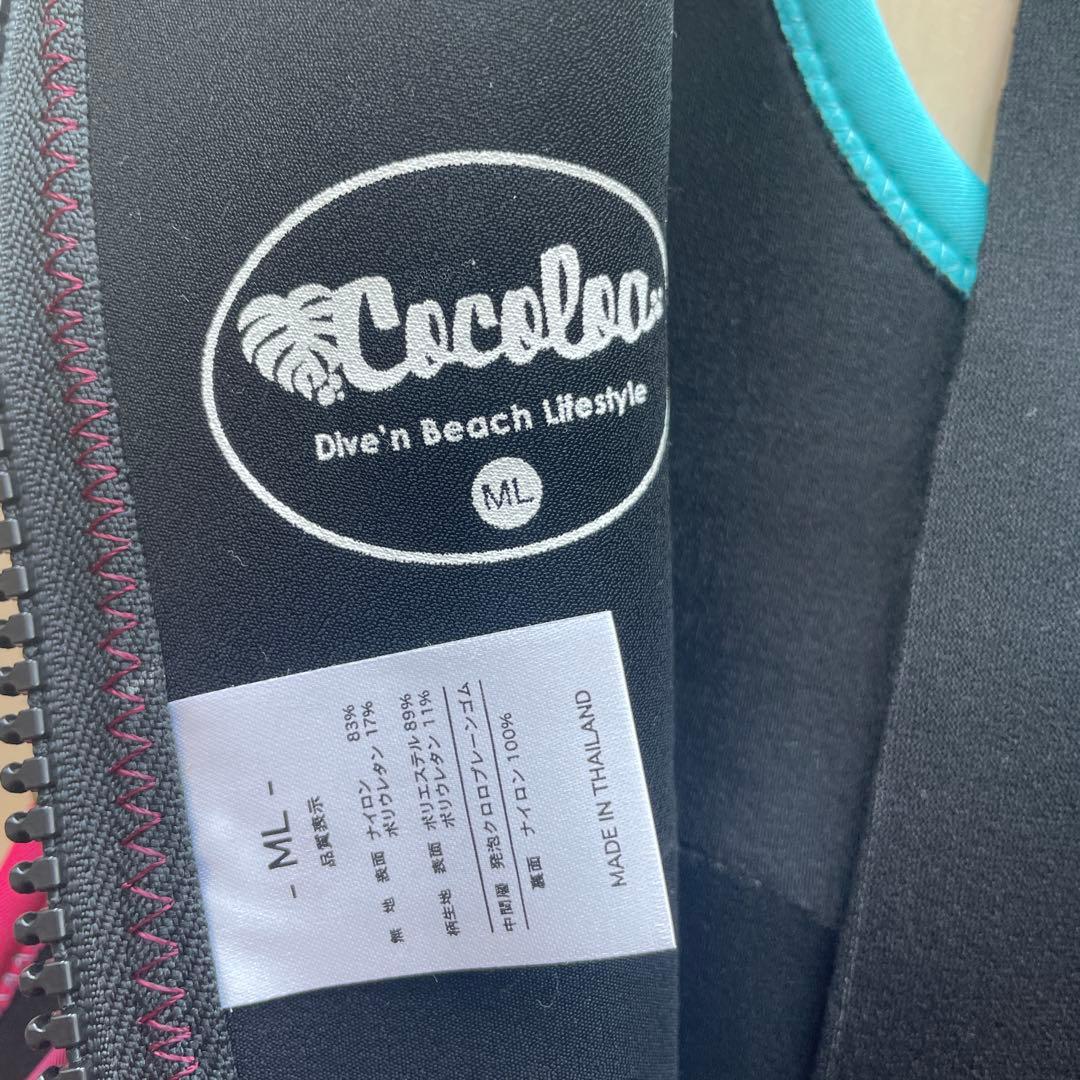 Cocoloa
Dive'n Beach Lifestyle
ML
- ML -
品質表示
無 地 表面 ナイロン 83%
ポリウレタン 17%
柄生地 表面 ポリエステル 89%
ポリウレタン 11%
中間層 発泡クロロプレーンゴム
裏面 ナイロン 100%
MADE IN THAILAND